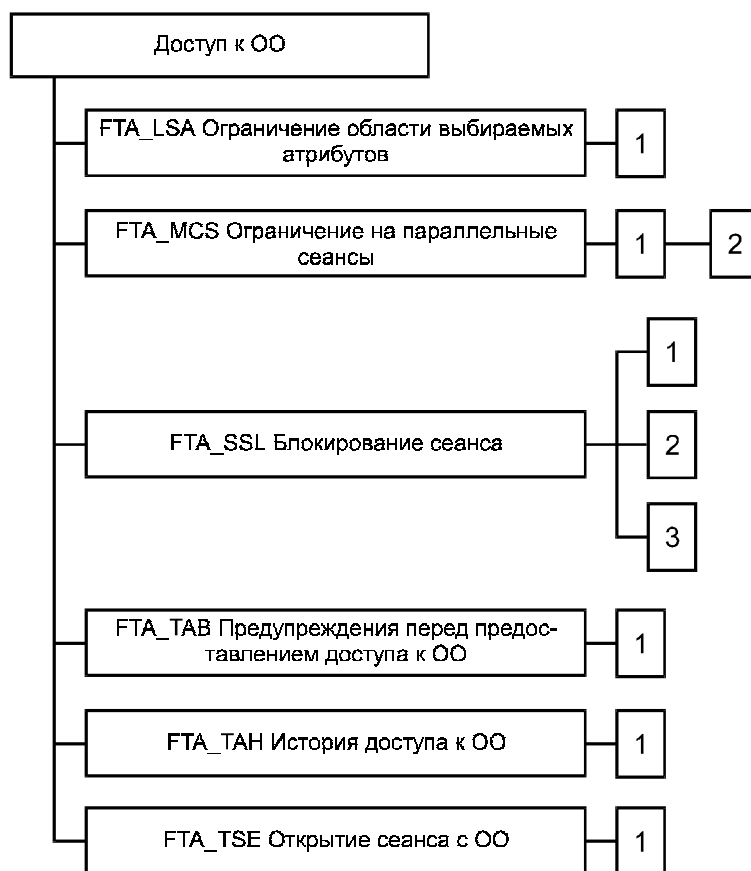 Доступ к ОО
FTA_LSA Ограничение области выбираемых
атрибутов
1
FTA_MCS Ограничение на параллельные
сеансы
1
2
1
FTA_SSL Блокирование сеанса
2
3
FTA_TAB Предупреждения перед предос-
тавлением доступа к ОО
1
FTA_TAH История доступа к ОО
1
FTA_TSE Открытие сеанса с ОО
1